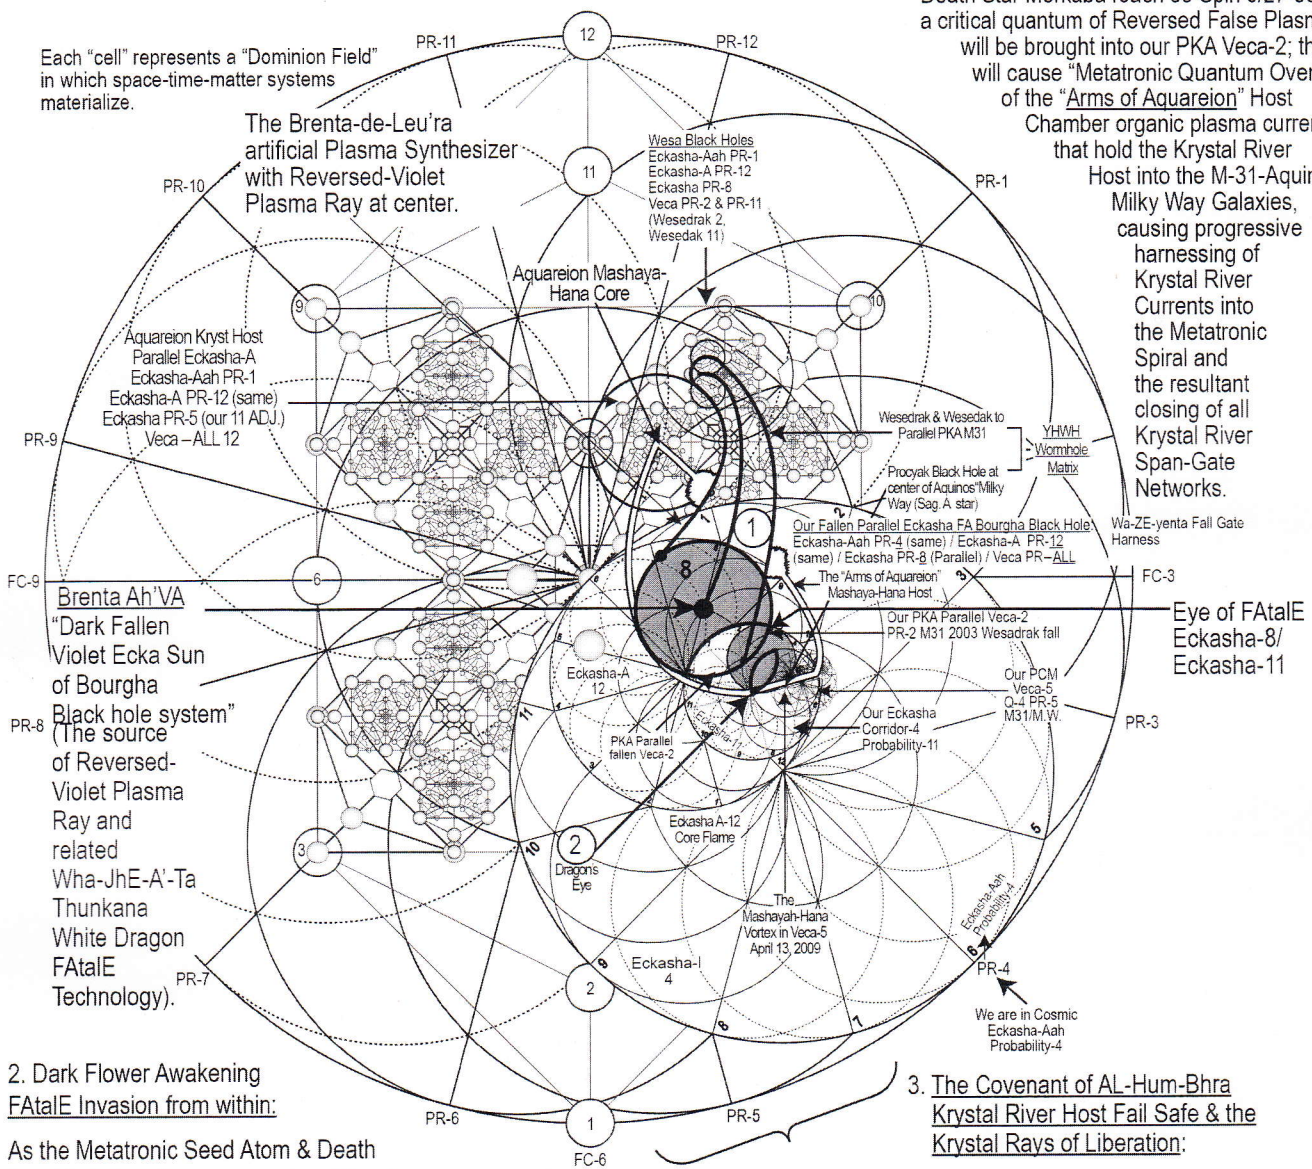 Each “cell” represents a “Dominion Field”
in which space-time-matter systems
materialize.
The Brenta-de-Leu’ra
artificial Plasma Synthesizer
with Reversed-Violet
Plasma Ray at center.
a critical quantum of Reversed False
will be brought into our PKA Veca-2;
will cause “Metatronic Quantum
of the “Arms of Aquareion” Host
Chamber organic plasma
that hold the Krystal River
Host into the
Milky Way Galaxies,
causing progressive
harnessing of
Krystal River
Currents into
the Metatronic
Spiral and
the resultant
closing of all
Krystal River
Span-Gate
Networks.
PR-11
12
PR-12
11
PR-10
PR-1
9
10
Wesa Black Holes
Eckasha-Aah PR-1
Eckasha-A PR-12
Eckasha PR-8
Veca PR-2 & PR-11
(Wesedrak 2,
Wesedak 11)
Aquareion Mashaya-
Hana Core
Aquareion Kryst Host
Parallel Eckasha-A
Eckasha-Aah PR-1
Eckasha-A PR-12 (same)
Eckasha PR-5 (our 11 ADJ.)
Veca – ALL 12
PR-9
Wesedrak & Wesedak to
Parallel PKA M31
YHWH
Wormhole
Matrix
Procyak Black Hole at
center of Aquinos“Milky
Way (Sag. A star)
1
2
1
Our Fallen Parallel Eckasha FA Bourgha Black Hole:
Eckasha-Aah PR-4 (same) / Eckasha-A PR-12
(same) / Eckasha PR-8 (Parallel) / Veca PR–ALL
Wa-ZE-yenta Fall Gate
Harness
8
The “Arms of Aquareion”
Mashaya-Hana Host
3
FC-3
FC-9
6
Brenta Ah’VA
“Dark Fallen
Violet Ecka Sun
of Bourgha
Black hole system”
(The source
of Reversed-
Violet Plasma
Ray and
related
Wha-JhE-A’-Ta
Thunkana
White Dragon
FAtalE
Technology).
PR-8
Our PKA Parallel Veca-2
PR-2 M31 2003 Wesadrak fall
Eye of FAtalE
Eckasha-8/
Eckasha-11
Eckasha-A
12
Our PCM
Veca-5
Q-4 PR-5
M31/M.W.
PR-3
11
PKA Parallel
fallen Veca-2
Eckasha-11
Our Eckasha
Corridor-4
Probability-11
Eckasha A-12
Core Flame
5
3
10
2
Dragon’s
Eye
The
Mashayah-Hana
Vortex in Veca-5
April 13, 2009
Eckasha-Aah
Probability-4
PR-7
9
Eckasha-I
4
2
6
PR-4
We are in Cosmic
Eckasha-Aah
Probability-4
8
7
2. Dark Flower Awakening
FAtalE Invasion from within:
As the Metatronic Seed Atom & Death
PR-6
1
FC-6
PR-5
3. The Covenant of AL-Hum-Bhra
Krystal River Host Fail Safe & the
Krystal Rays of Liberation: